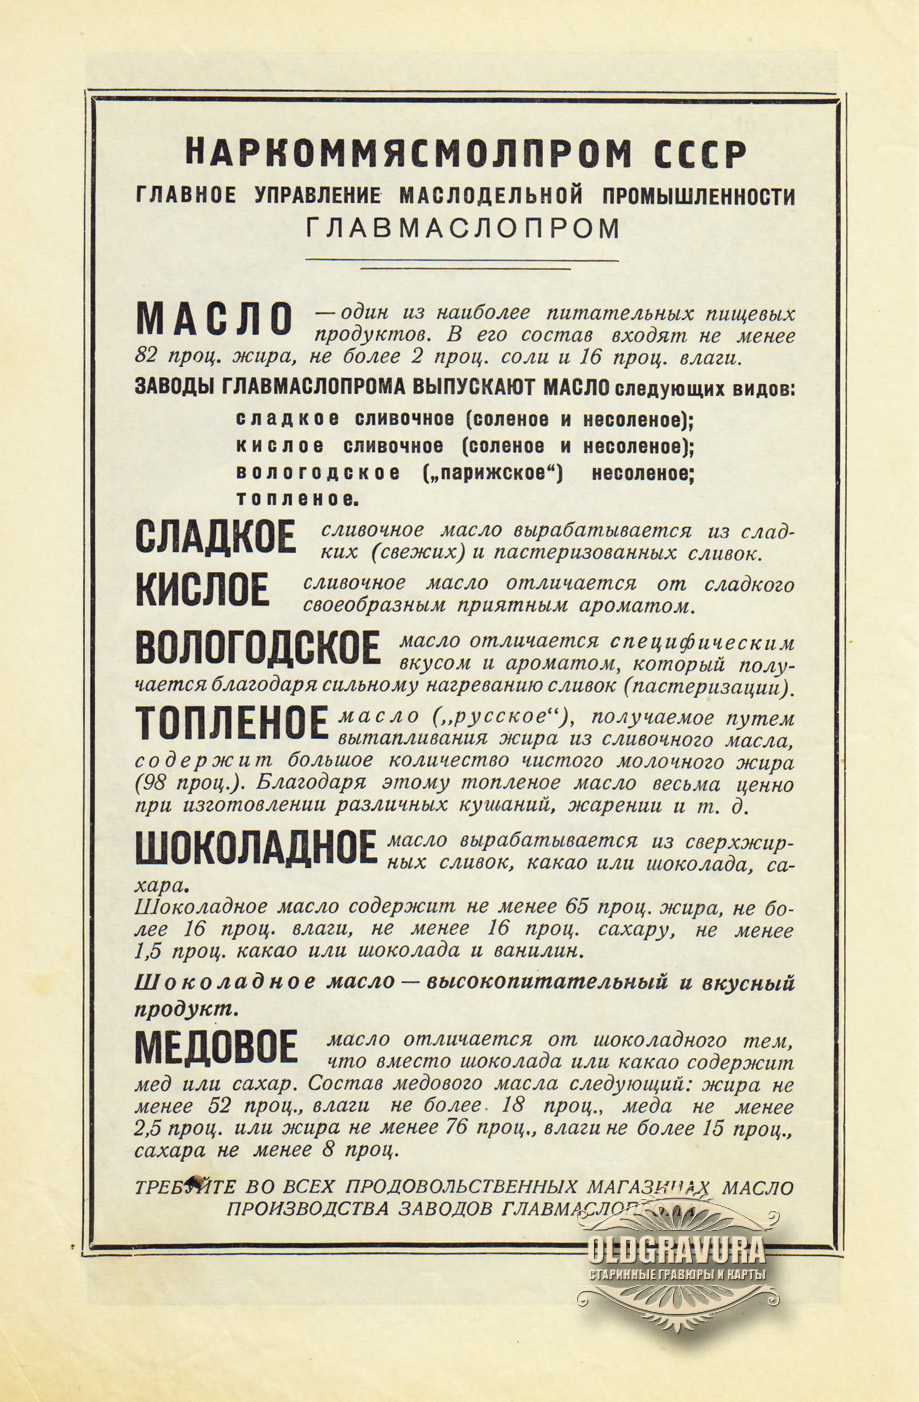 НАРКОММЯСМОЛПРОМ СССР
ГЛАВНОЕ УПРАВЛЕНИЕ МАСЛОДЕЛЬНОЙ ПРОМЫШЛЕННОСТИ
ГЛАВМАСЛОПРОМ
МАСЛО — один из наиболее питательных пищевых
продуктов. В его состав входят не менее
82 проц. жира, не более 2 проц. соли и 16 проц. влаги.
ЗАВОДЫ ГЛАВМАСЛОПРОМА ВЫПУСКАЮТ МАСЛО следующих видов:
сладкое сливочное (соленое и несоленое);
кислое сливочное (соленое и несоленое);
вологодское („парижское“) несоленое;
топленое.
СЛАДКОЕ сливочное масло вырабатывается из слад-
ких (свежих) и пастеризованных сливок.
КИСЛОЕ сливочное масло отличается от сладкого
своеобразным приятным ароматом.
ВОЛОГОДСКОЕ масло отличается специфическим
вкусом и ароматом, который полу-
чается благодаря сильному нагреванию сливок (пастеризации).
ТОПЛЕНОЕ масло („русское“), получаемое путем
вытапливания жира из сливочного масла,
содержит большое количество чистого молочного жира
(98 проц.). Благодаря этому топленое масло весьма ценно
при изготовлении различных кушаний, жарении и т. д.
ШОКОЛАДНОЕ масло вырабатывается из сверхжир-
ных сливок, какао или шоколада, са-
хара.
Шоколадное масло содержит не менее 65 проц. жира, не бо-
лее 16 проц. влаги, не менее 16 проц. сахару, не менее
1,5 проц. какао или шоколада и ванилин.
Шоколадное масло — высокопитательный и вкусный
продукт.
МЕДОВОЕ масло отличается от шоколадного тем,
что вместо шоколада или какао содержит
мед или сахар. Состав медового масла следующий: жира не
менее 52 проц., влаги не более 18 проц., меда не менее
2,5 проц. или жира не менее 76 проц., влаги не более 15 проц.,
сахара не менее 8 проц.
ТРЕБУЙТЕ ВО ВСЕХ ПРОДОВОЛЬСТВЕННЫХ МАГАЗИНАХ МАСЛО
ПРОИЗВОДСТВА ЗАВОДОВ ГЛАВМАСЛОПРОМА
OLDGRAVURA
СТАРИННЫЕ ГРАВЮРЫ И КАРТЫ